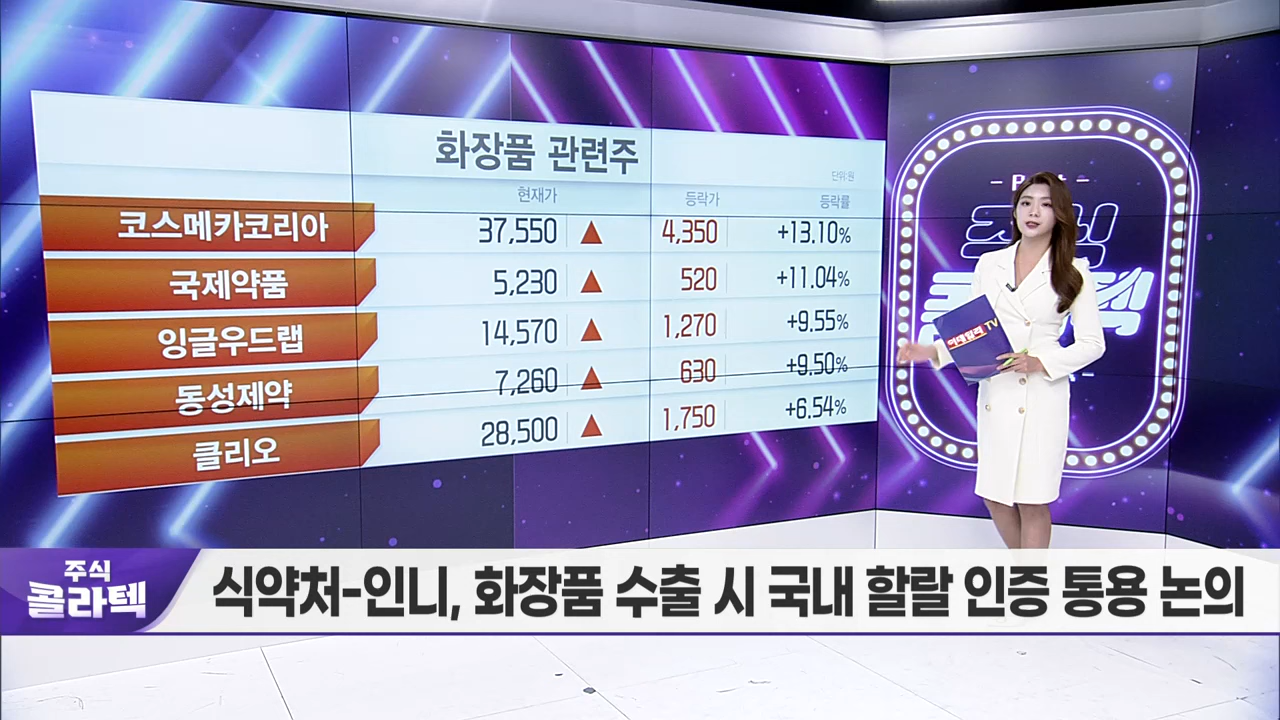 화장품 관련주
단위:원
현재가 등락가 등락률
코스메카코리아 37,550 ▲ 4,350 +13.10%
국제약품 5,230 ▲ 520 +11.04%
잉글우드랩 14,570 ▲ 1,270 +9.55%
동성제약 7,260 ▲ 630 +9.50%
클리오 28,500 ▲ 1,750 +6.54%
이데일리 TV
주식
콜라텍
식약처-인니, 화장품 수출 시 국내 할랄 인증 통용 논의